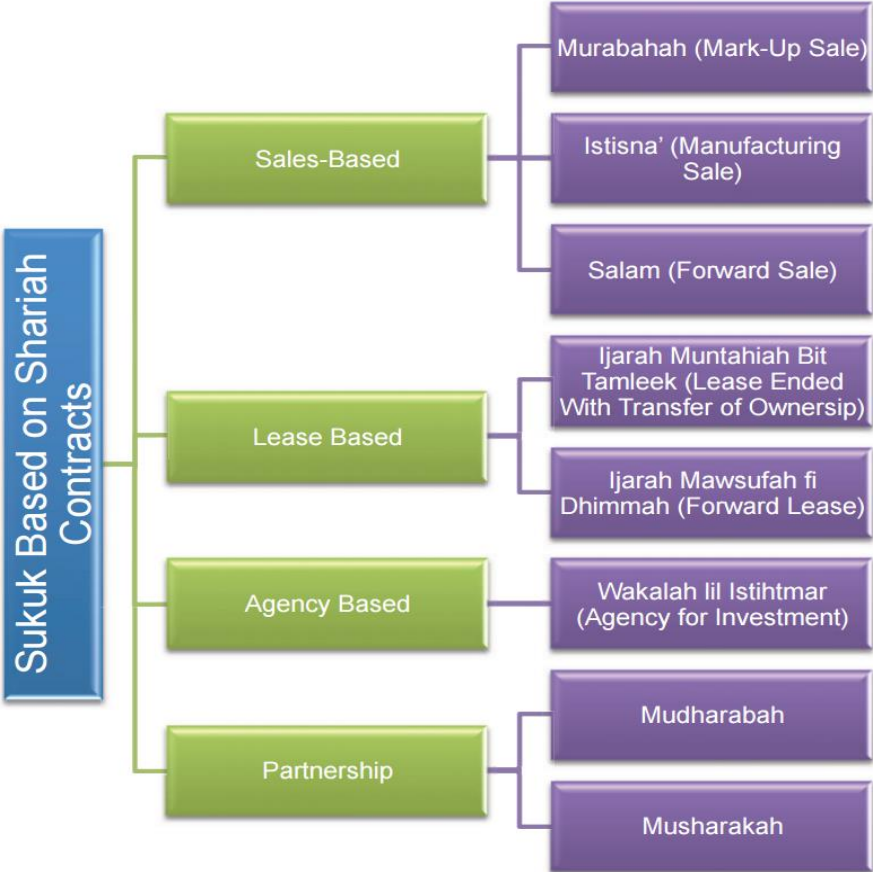 Sukuk Based on Shariah
Contracts
Sales-Based
Murabahah (Mark-Up Sale)
Istisna’ (Manufacturing
Sale)
Salam (Forward Sale)
Lease Based
Ijarah Muntahiah Bit
Tamleek (Lease Ended
With Transfer of Ownersip)
Ijarah Mawsufah fi
Dhimmah (Forward Lease)
Agency Based
Wakalah lil Istihtmar
(Agency for Investment)
Partnership
Mudharabah
Musharakah